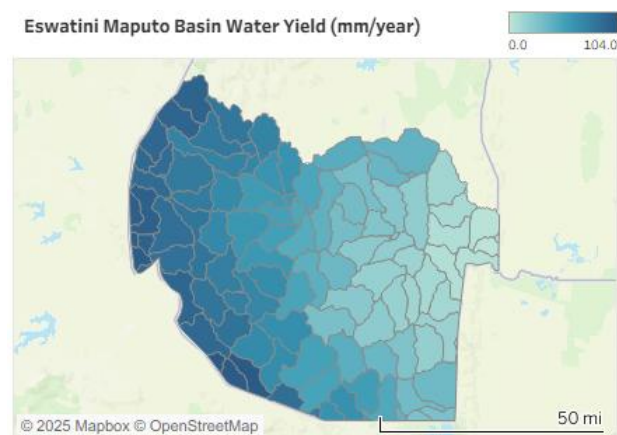 Eswatini Maputo Basin Water Yield (mm/year)
0.0 104.0
50 mi
© 2025 Mapbox © OpenStreetMap